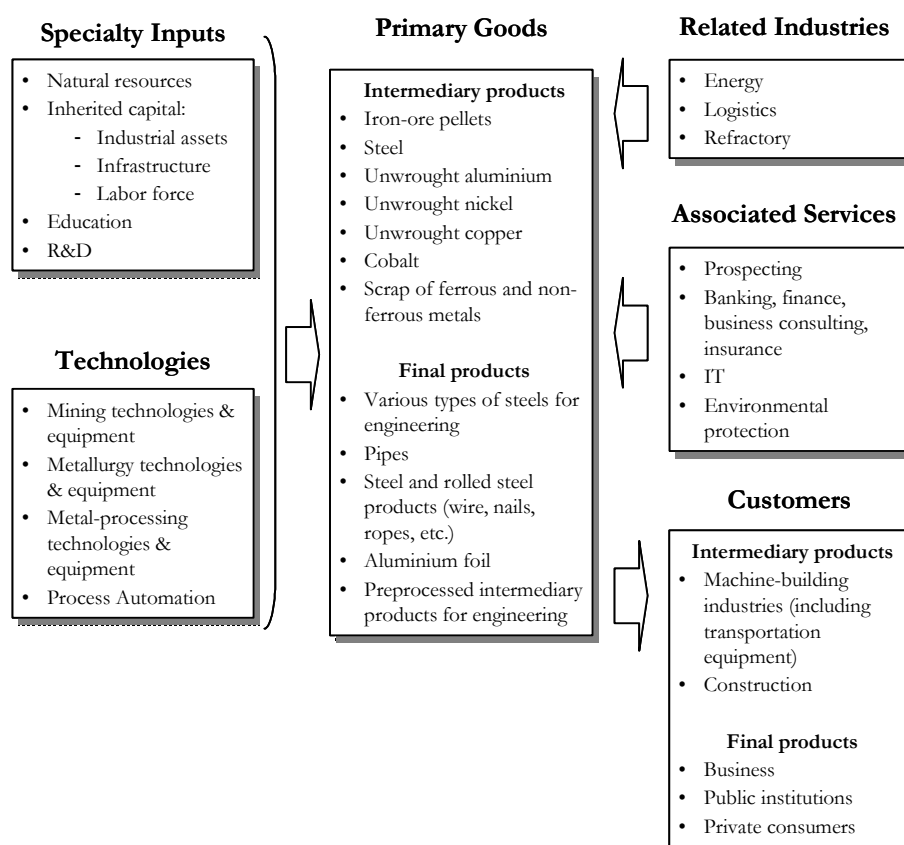 Specialty Inputs
• Natural resources
• Inherited capital:
- Industrial assets
- Infrastructure
- Labor force
• Education
• R&D
Technologies
• Mining technologies &
equipment
• Metallurgy technologies
& equipment
• Metal-processing
technologies &
equipment
• Process Automation
Primary Goods
Intermediary products
• Iron-ore pellets
• Steel
• Unwrought aluminium
• Unwrought nickel
• Unwrought copper
• Cobalt
• Scrap of ferrous and non-
ferrous metals
Final products
• Various types of steels for
engineering
• Pipes
• Steel and rolled steel
products (wire, nails,
ropes, etc.)
• Aluminium foil
• Preprocessed intermediary
products for engineering
Related Industries
• Energy
• Logistics
• Refractory
Associated Services
• Prospecting
• Banking, finance,
business consulting,
insurance
• IT
• Environmental
protection
Customers
Intermediary products
• Machine-building
industries (including
transportation
equipment)
• Construction
Final products
• Business
• Public institutions
• Private consumers